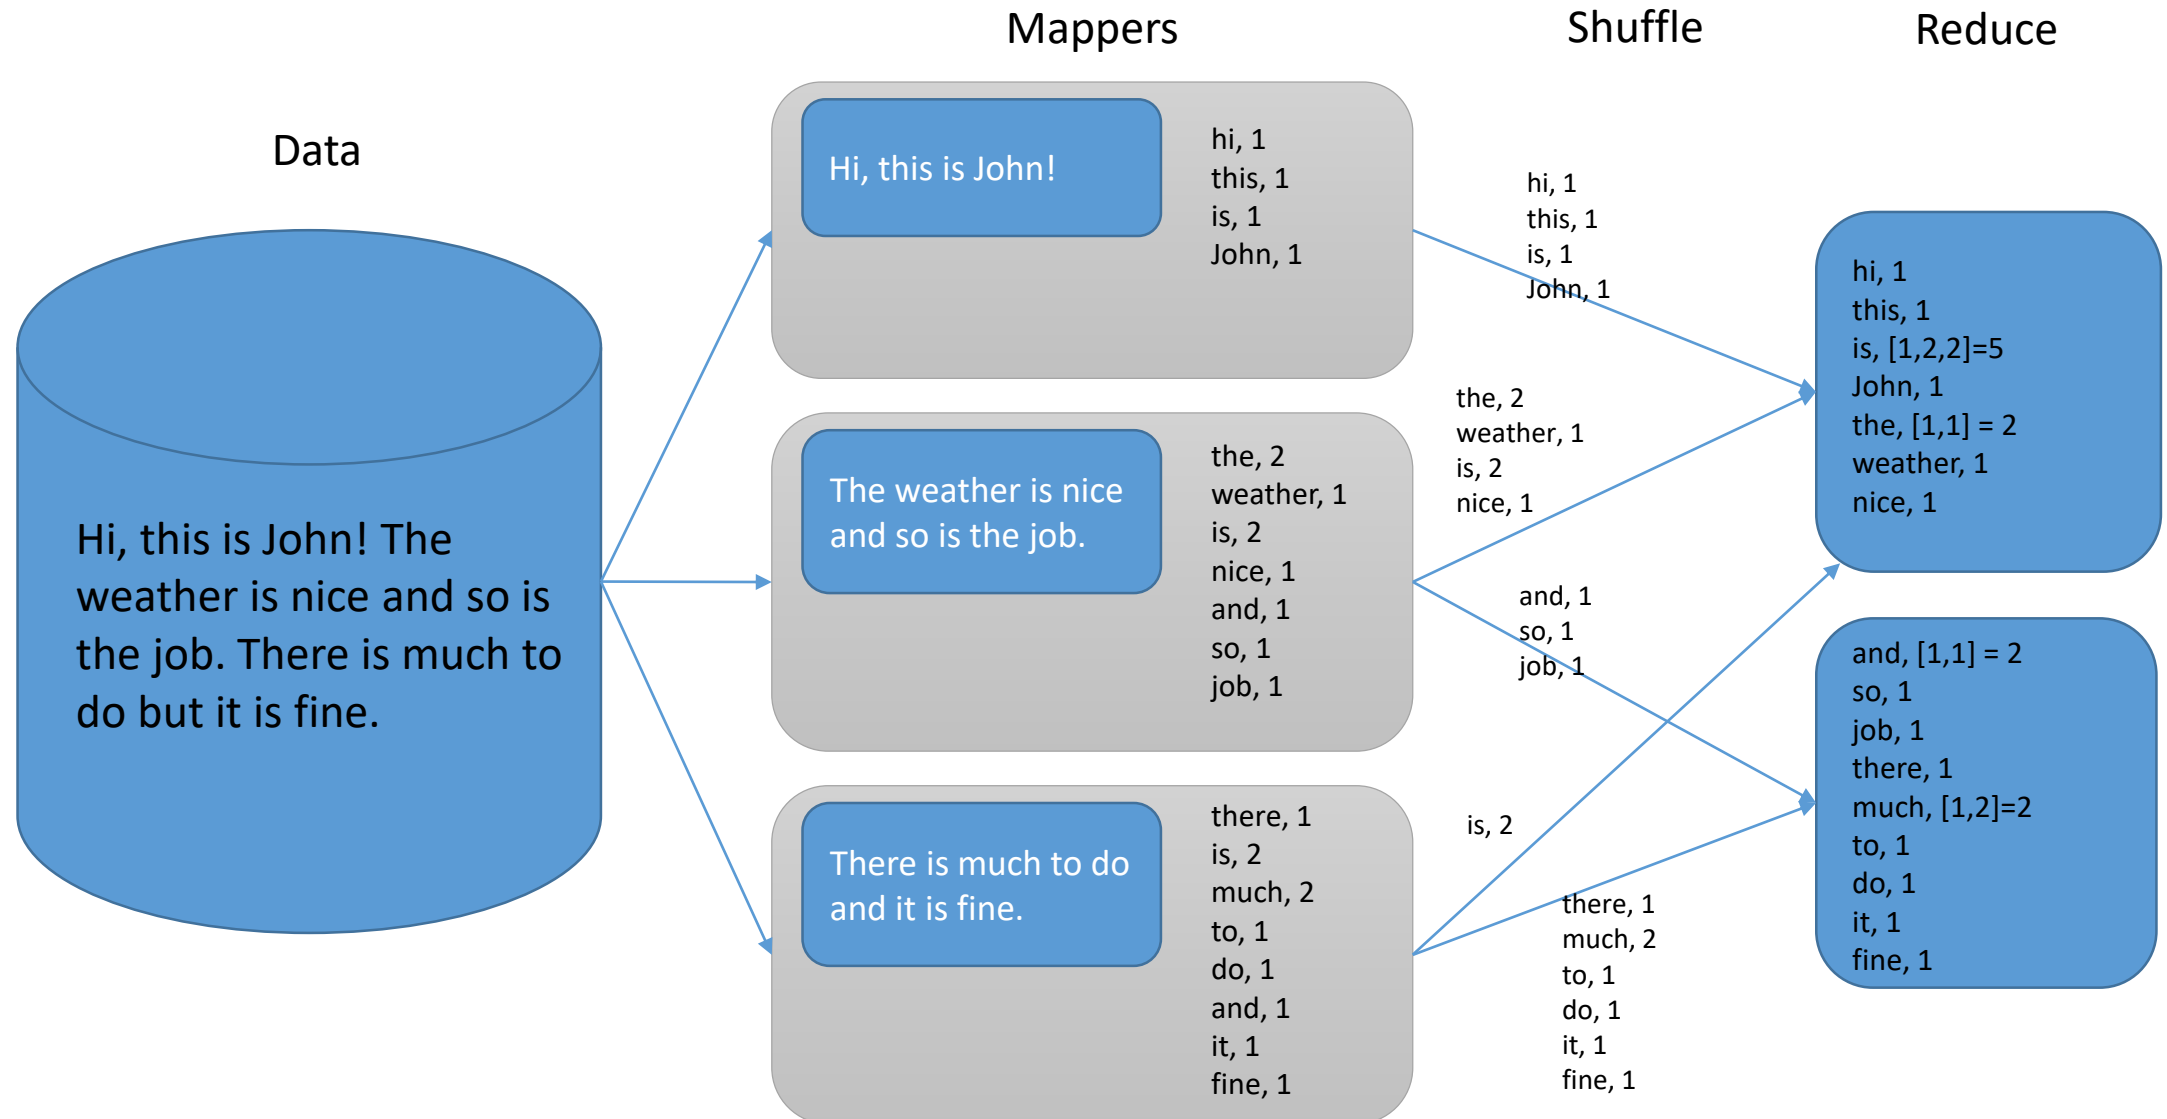 Mappers
Shuffle
Reduce
Data
Hi, this is John! The
weather is nice and so is
the job. There is much to
do but it is fine.
Hi, this is John!
hi, 1
this, 1
is, 1
John, 1
The weather is nice
and so is the job.
the, 2
weather, 1
is, 2
nice, 1
and, 1
so, 1
job, 1
There is much to do
and it is fine.
there, 1
is, 2
much, 2
to, 1
do, 1
and, 1
it, 1
fine, 1
hi, 1
this, 1
is, 1
John, 1
the, 2
weather, 1
is, 2
nice, 1
and, 1
so, 1
job, 1
is, 2
there, 1
much, 2
to, 1
do, 1
it, 1
fine, 1
hi, 1
this, 1
is, [1,2,2]=5
John, 1
the, [1,1] = 2
weather, 1
nice, 1
and, [1,1] = 2
so, 1
job, 1
there, 1
much, [1,2]=2
to, 1
do, 1
it, 1
fine, 1